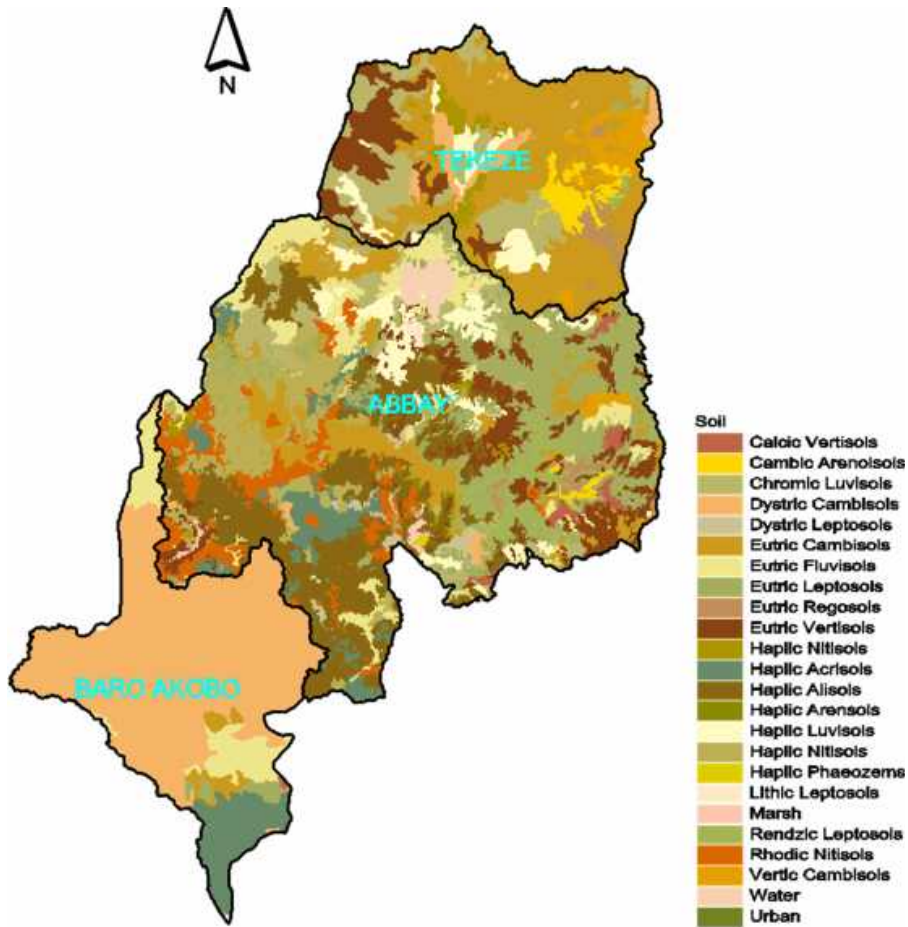 N
TEKEZE
ABBAY
BARO AKOBO
Soil
Calcic Vertisols
Cambic Arenoisols
Chromic Luvisols
Dystric Cambisols
Dystric Leptosols
Eutric Cambisols
Eutric Fluvisols
Eutric Leptosols
Eutric Regosols
Eutric Vertisols
Haplic Nitisols
Haplic Acrisols
Haplic Alisols
Haplic Arensols
Haplic Luvisols
Haplic Nitisols
Haplic Phaeozems
Lithic Leptosols
Marsh
Rendzic Leptosols
Rhodic Nitisols
Vertic Cambisols
Water
Urban